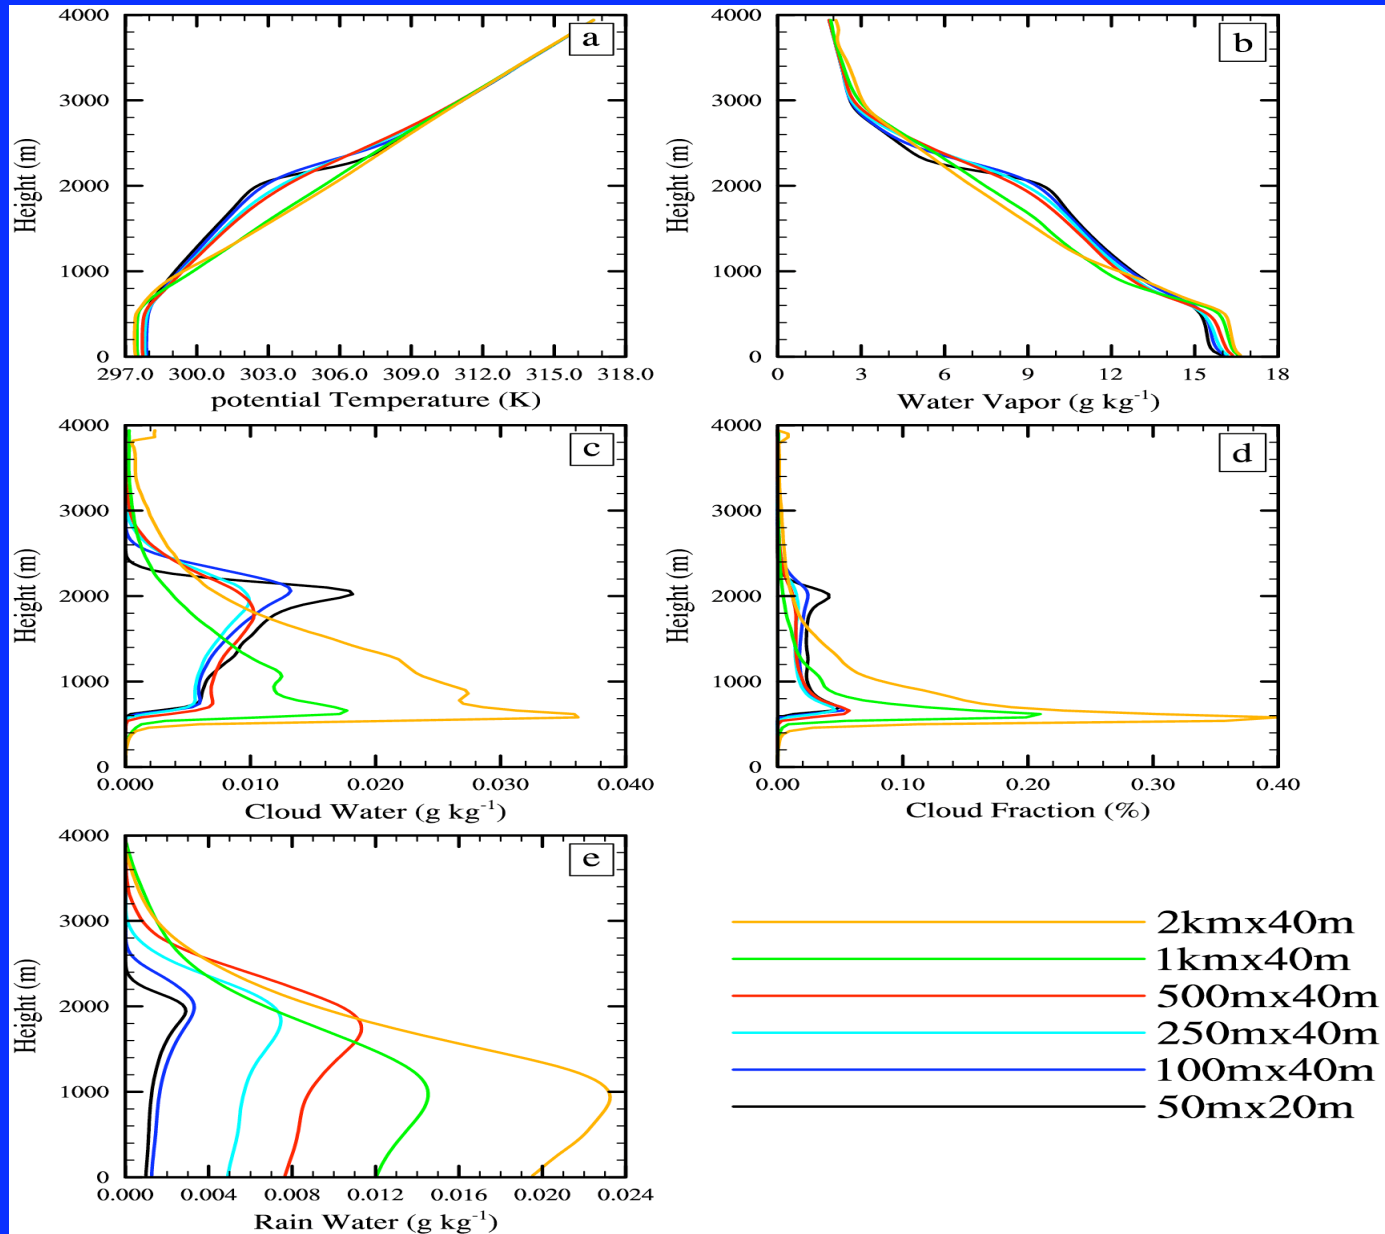 4000
3000
2000
1000
0
Height (m)
a
297.0 300.0 303.0 306.0 309.0 312.0 315.0 318.0
potential Temperature (K)
4000
3000
2000
1000
0
Height (m)
b
0 3 6 9 12 15 18
Water Vapor (g kg-1)
4000
3000
2000
1000
0
Height (m)
c
0.000 0.010 0.020 0.030 0.040
Cloud Water (g kg-1)
4000
3000
2000
1000
0
Height (m)
d
0.00 0.10 0.20 0.30 0.40
Cloud Fraction (%)
4000
3000
2000
1000
0
Height (m)
e
0.000 0.004 0.008 0.012 0.016 0.020 0.024
Rain Water (g kg-1)
2kmx40m
1kmx40m
500mx40m
250mx40m
100mx40m
50mx20m